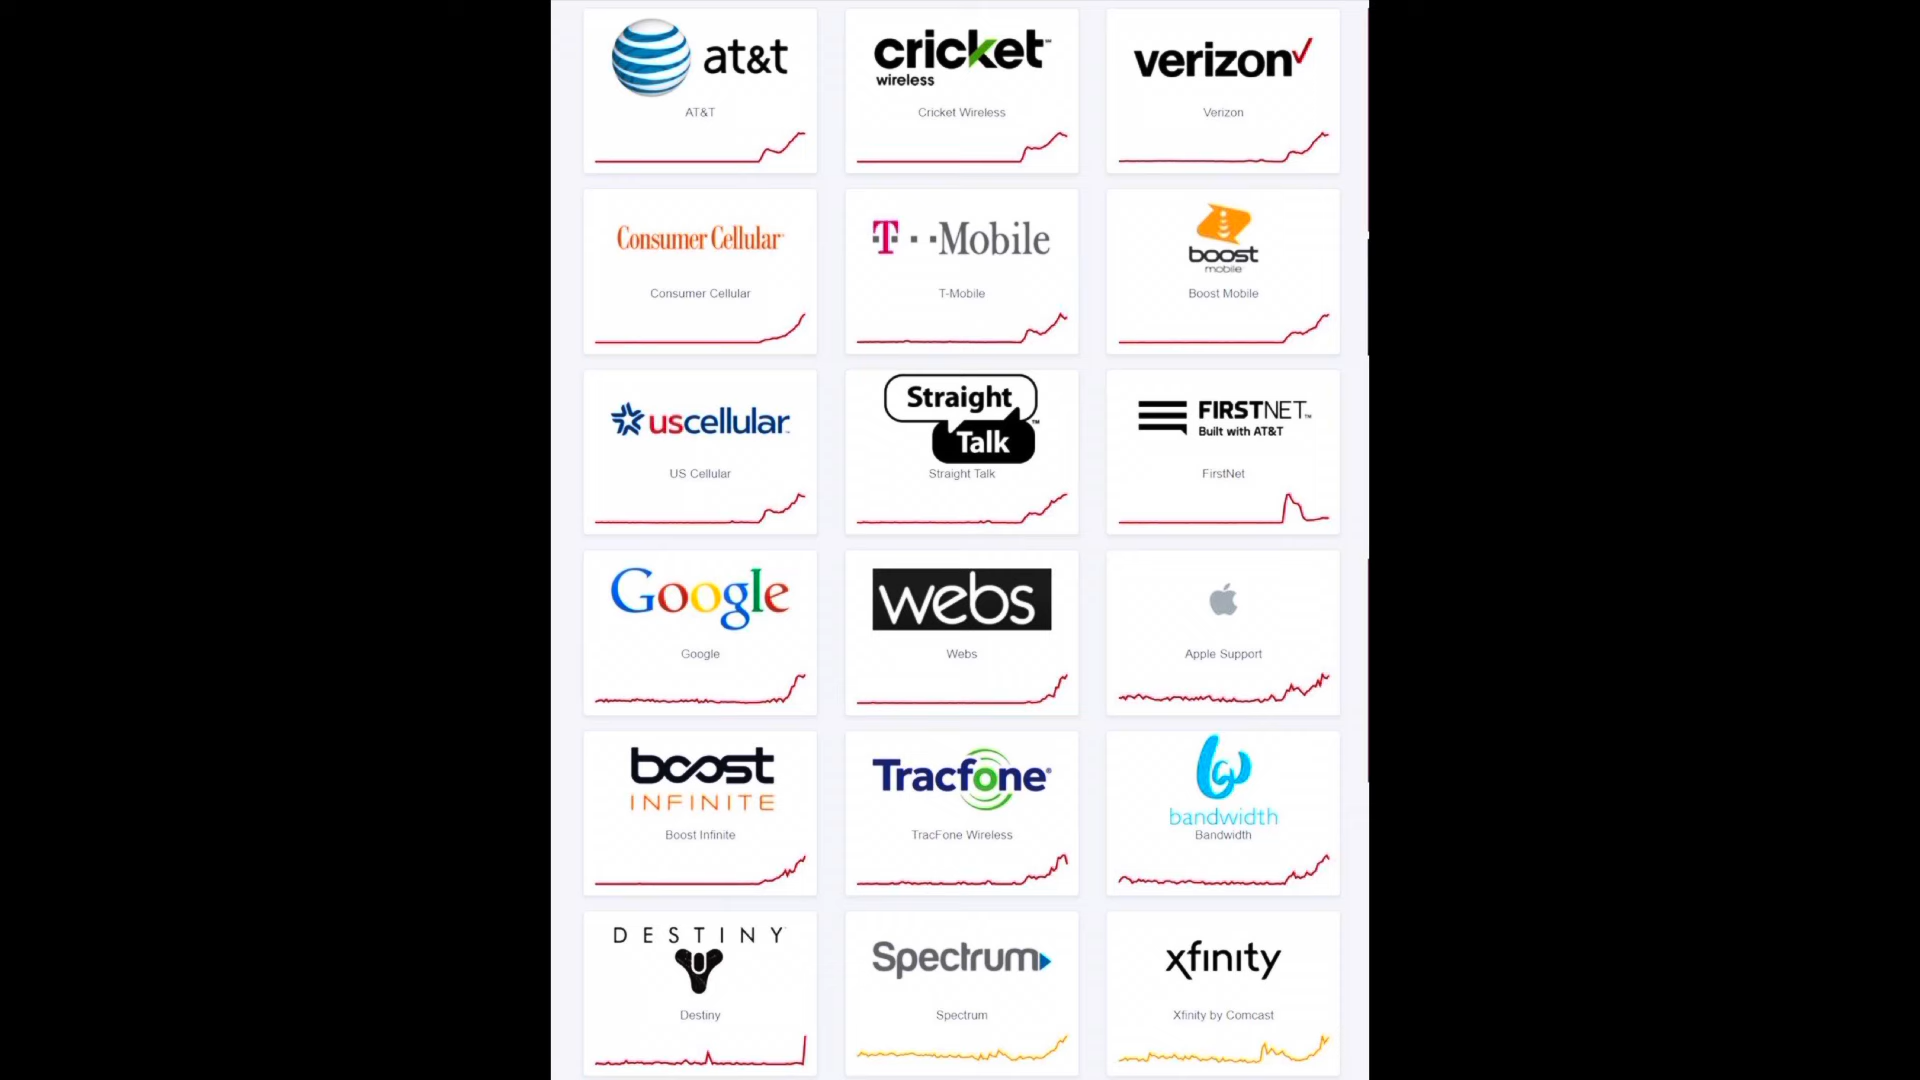 at&t
AT&T
cricket
wireless
Cricket Wireless
verizon
Verizon
Consumer Cellular
Consumer Cellular
T··Mobile
T-Mobile
boost
mobile
Boost Mobile
uscellular
US Cellular
Straight
Talk
Straight Talk
FIRSTNET
Built with AT&T
FirstNet
Google
Google
webs
Webs
Apple Support
boost
INFINITE
Boost Infinite
Tracfone
TracFone Wireless
bandwidth
Bandwidth
DESTINY
Destiny
Spectrum
Spectrum
xfinity
Xfinity by Comcast